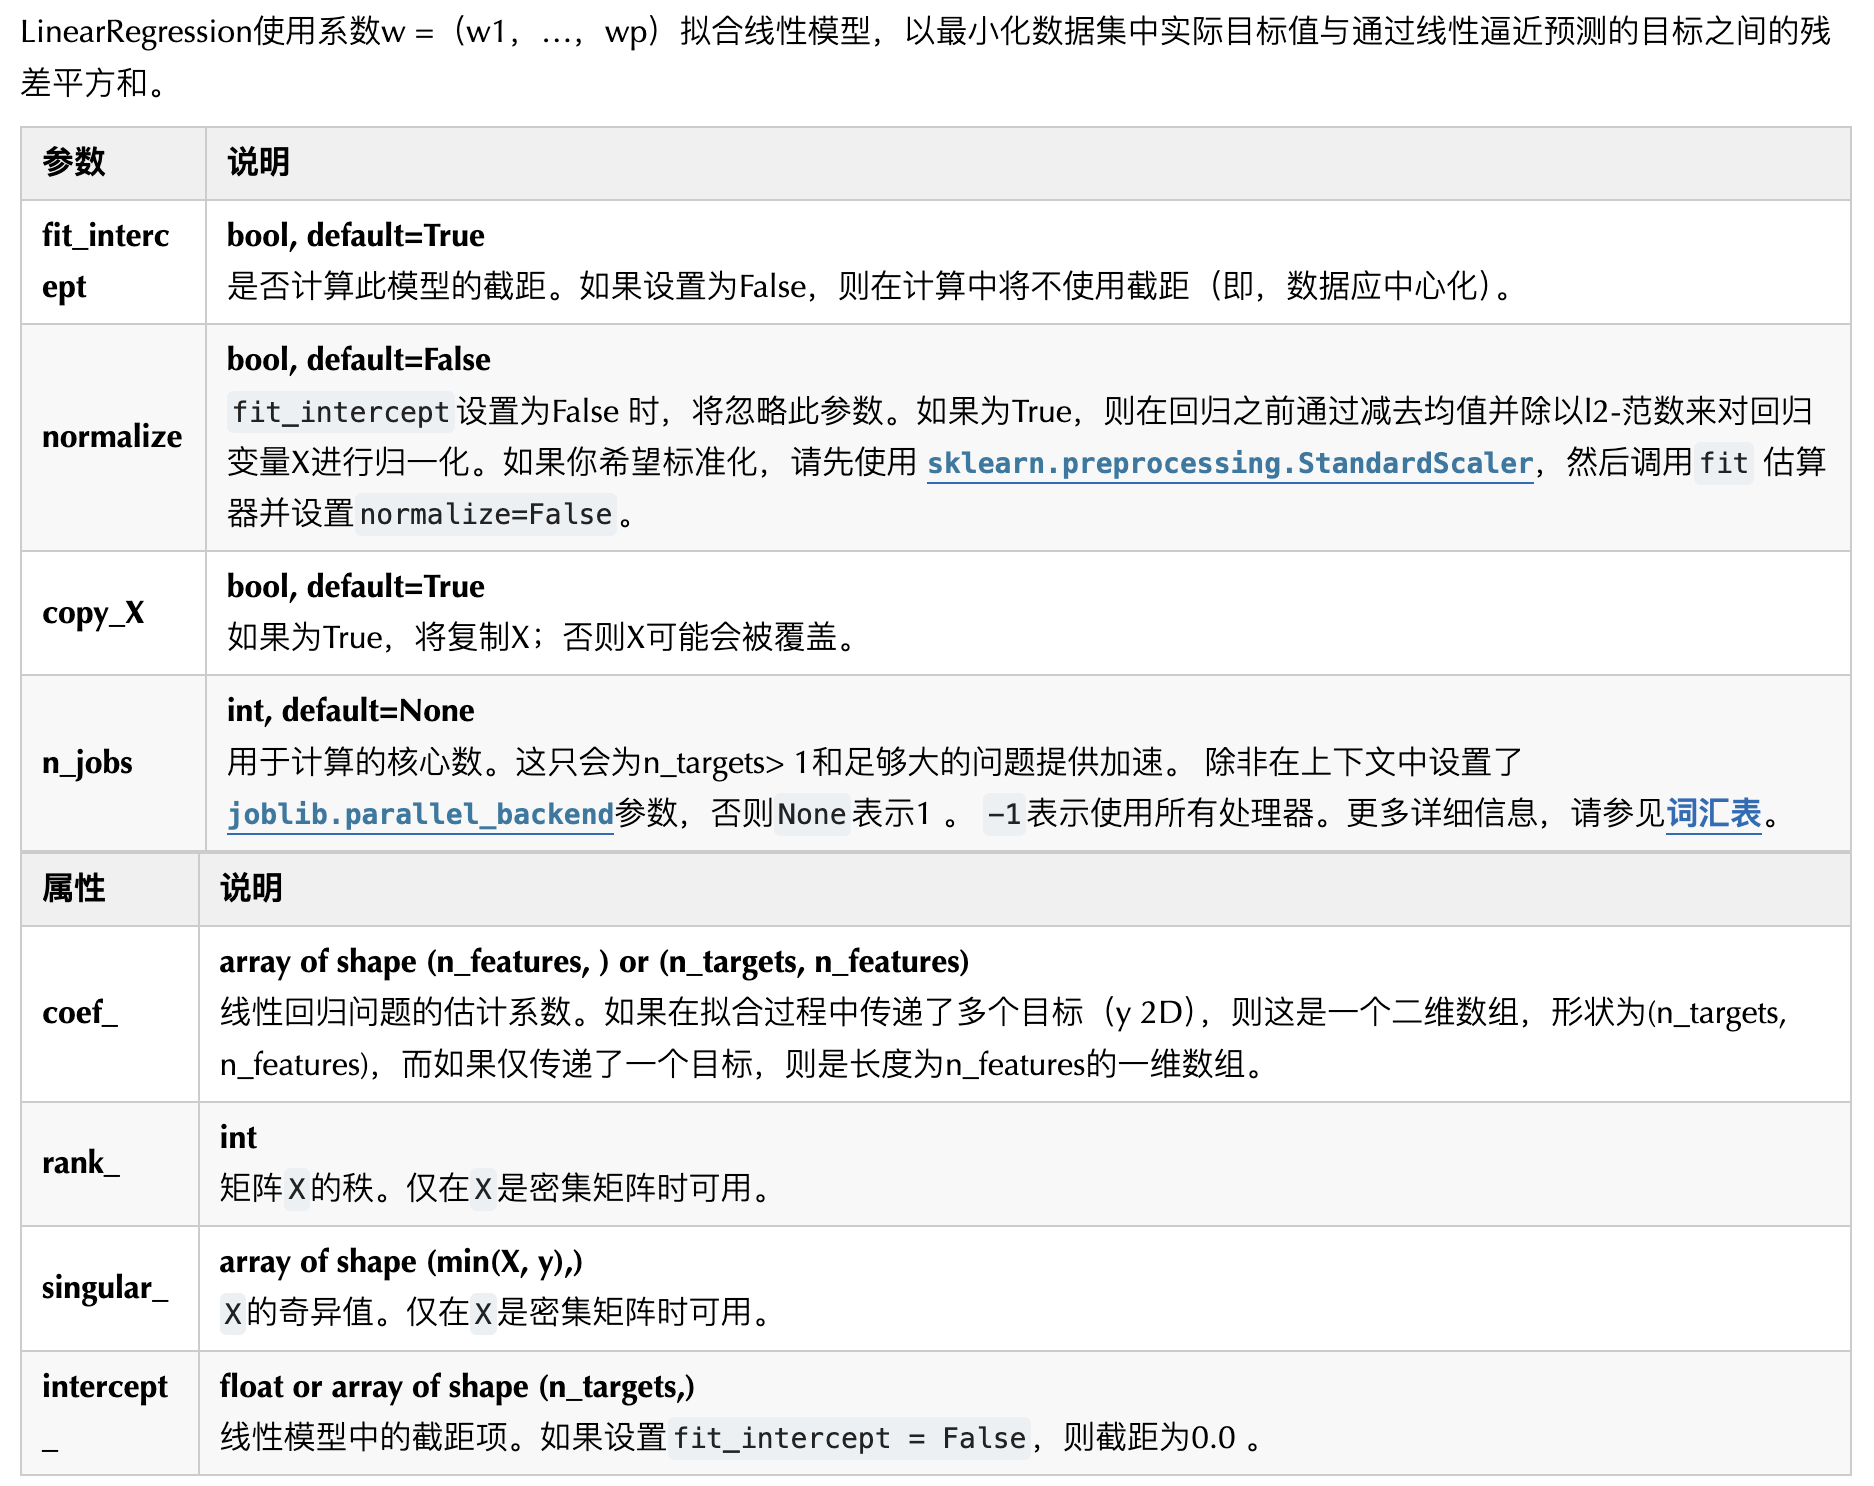 LinearRegression使用系数w =（w1，…，wp）拟合线性模型，以最小化数据集中实际目标值与通过线性逼近预测的目标之间的残
差平方和。
参数 说明
fit_interc
ept
bool, default=True
是否计算此模型的截距。如果设置为False，则在计算中将不使用截距（即，数据应中心化）。
normalize
bool, default=False
fit_intercept设置为False 时，将忽略此参数。如果为True，则在回归之前通过减去均值并除以l2-范数来对回归
变量X进行归一化。如果你希望标准化，请先使用 sklearn.preprocessing.StandardScaler，然后调用fit 估算
器并设置normalize=False。
copy_X
bool, default=True
如果为True，将复制X；否则X可能会被覆盖。
n_jobs
int, default=None
用于计算的核心数。这只会为n_targets> 1和足够大的问题提供加速。 除非在上下文中设置了
joblib.parallel_backend参数，否则None表示1 。 -1表示使用所有处理器。更多详细信息，请参见词汇表。
属性 说明
coef_
array of shape (n_features, ) or (n_targets, n_features)
线性回归问题的估计系数。如果在拟合过程中传递了多个目标（y 2D），则这是一个二维数组，形状为(n_targets,
n_features)，而如果仅传递了一个目标，则是长度为n_features的一维数组。
rank_
int
矩阵X的秩。仅在X是密集矩阵时可用。
singular_
array of shape (min(X, y),)
X的奇异值。仅在X是密集矩阵时可用。
intercept
_
float or array of shape (n_targets,)
线性模型中的截距项。如果设置fit_intercept = False，则截距为0.0 。